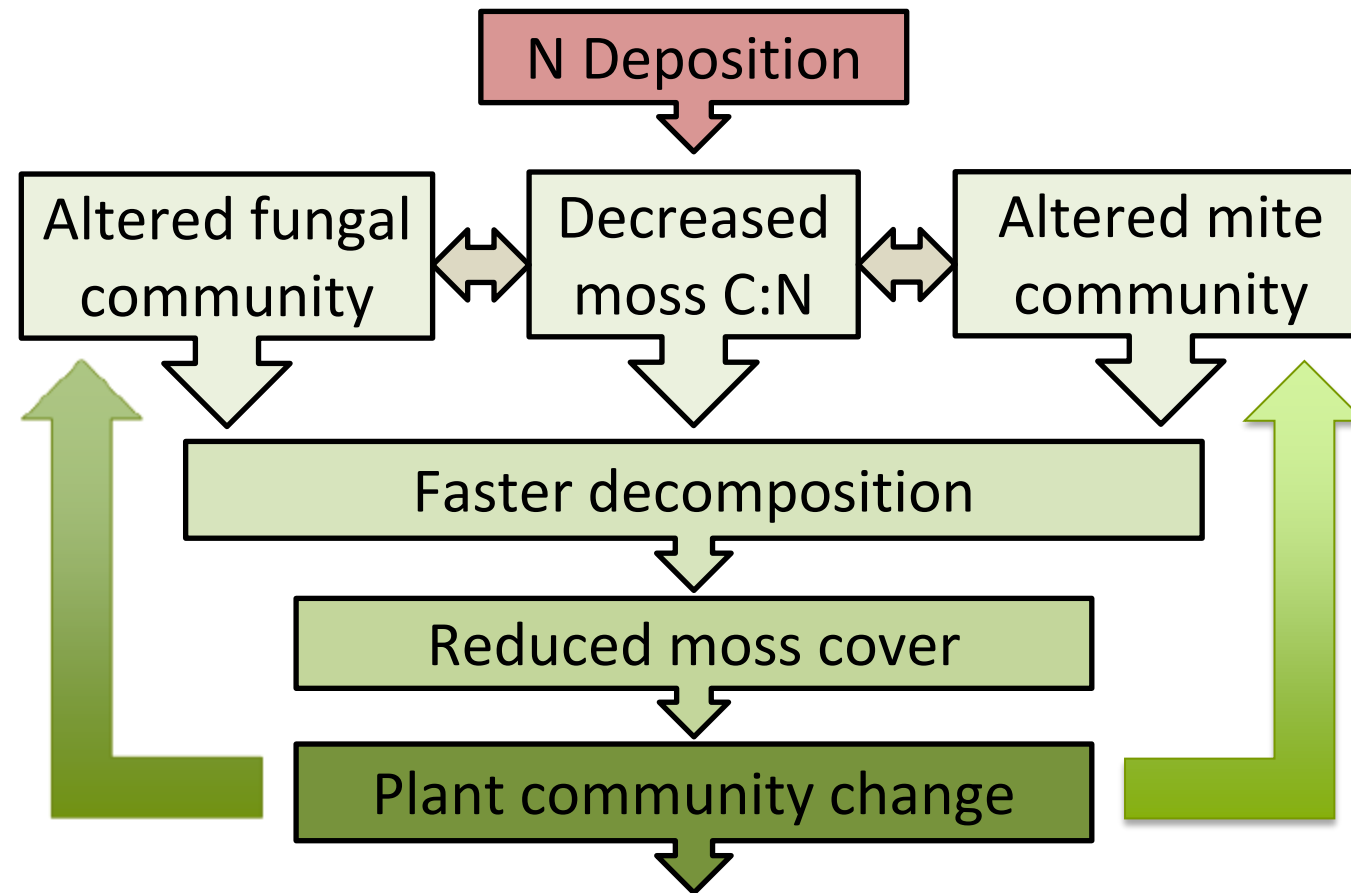 N Deposition
Altered fungal
community
Decreased
moss C:N
Altered mite
community
Faster decomposition
Reduced moss cover
Plant community change